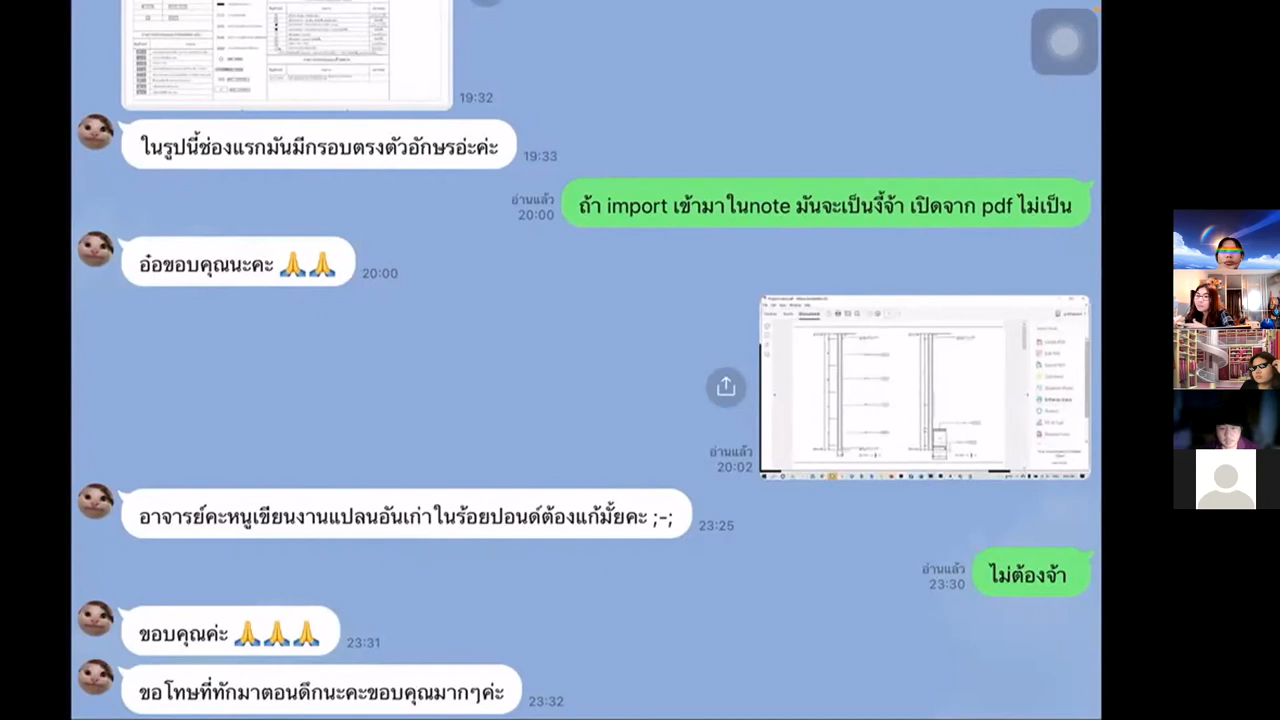 19:32
ในรูปนี้ช่องแรกมันมีกรอบตรงตัวอักษรอ่ะค่ะ
19:33
ถ้า import เข้ามาในnote มันจะเป็นงี้จ้า เปิดจาก pdf ไม่เป็น
อ่านแล้ว
20:00
อ๋อขอบคุณนะคะ 🙏🙏
20:00
อ่านแล้ว
20:02
อาจารย์คะหนูเขียนงานแปลนอันเก่าในร้อยปอนด์ต้องแก้มั้ยคะ ;-;
23:25
ไม่ต้องจ้า
อ่านแล้ว
23:30
ขอบคุณค่ะ 🙏🙏🙏
23:31
ขอโทษที่ทักมาตอนดึกนะคะขอบคุณมากๆค่ะ
23:32